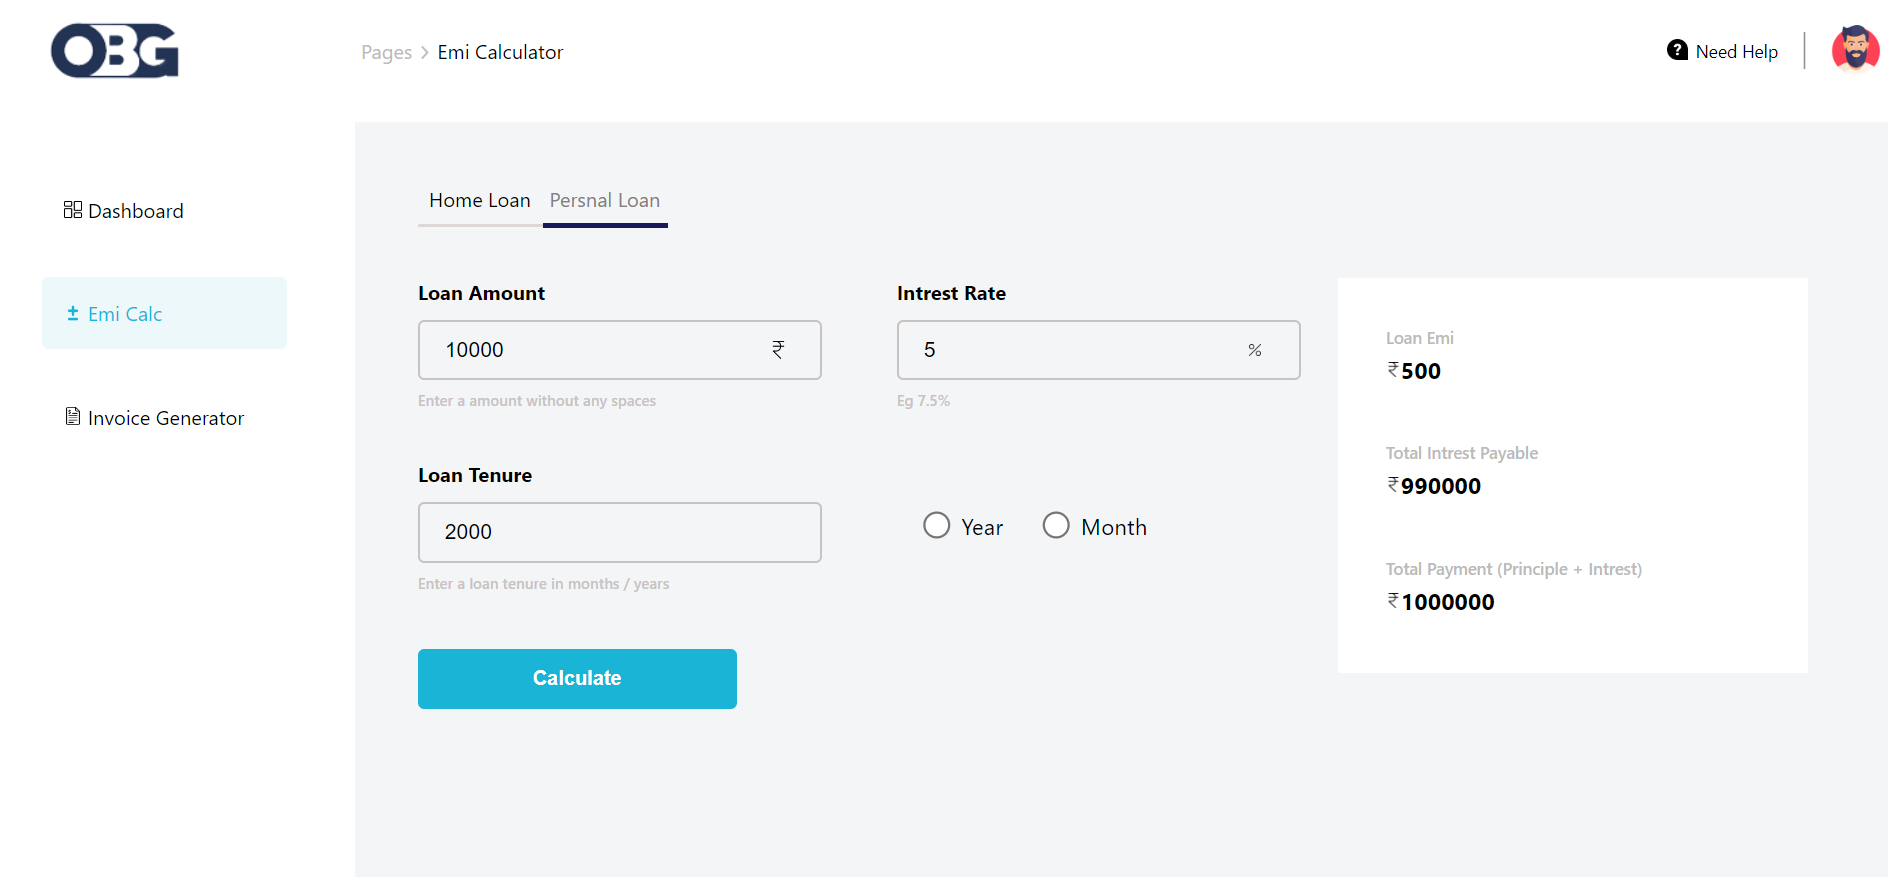 OBG
Pages > Emi Calculator
Need Help
Dashboard
Emi Calc
Invoice Generator
Home Loan
Persnal Loan
Loan Amount
10000 ₹
Enter a amount without any spaces
Intrest Rate
5 %
Eg 7.5%
Loan Tenure
2000
Enter a loan tenure in months / years
Year
Month
Calculate
Loan Emi
₹500
Total Intrest Payable
₹990000
Total Payment (Principle + Intrest)
₹1000000